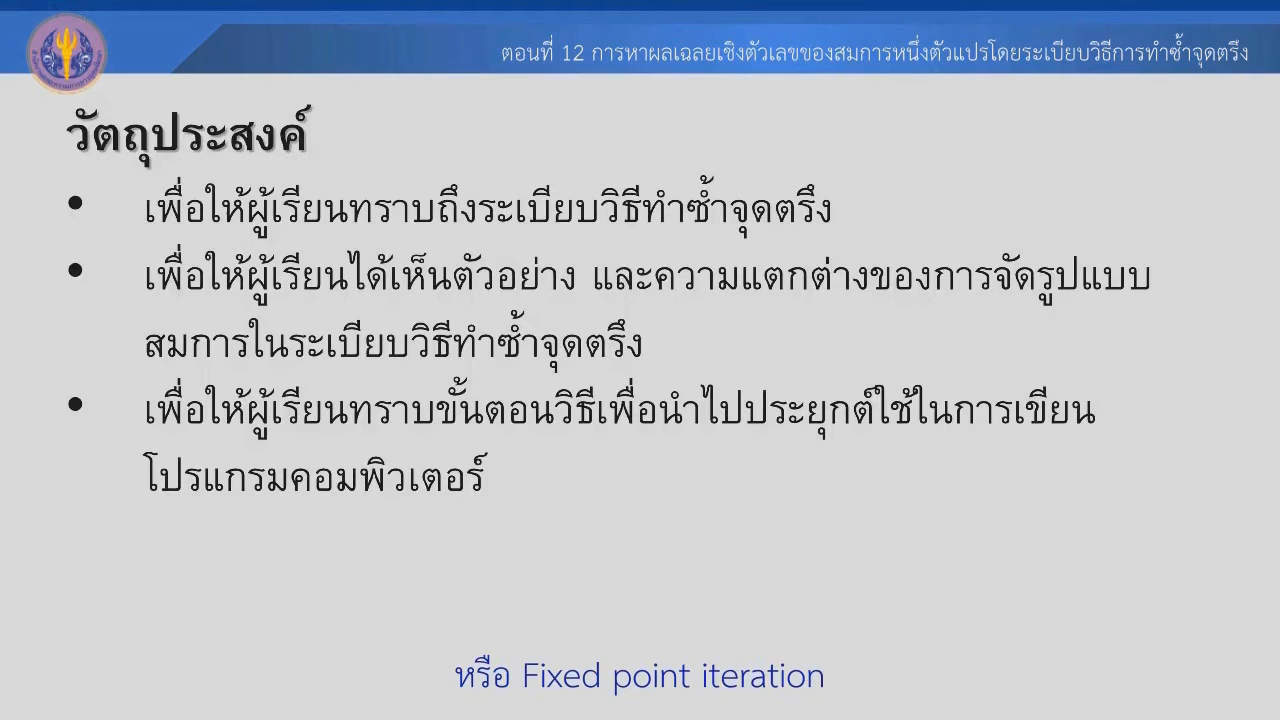 ตอนที่ 12 การหาผลเฉลยเชิงตัวเลขของสมการหนึ่งตัวแปรโดยระเบียบวิธีการทำซ้ำจุดตรึง
วัตถุประสงค์
• เพื่อให้ผู้เรียนทราบถึงระเบียบวิธีทำซ้ำจุดตรึง
• เพื่อให้ผู้เรียนได้เห็นตัวอย่าง และความแตกต่างของการจัดรูปแบบ
สมการในระเบียบวิธีทำซ้ำจุดตรึง
• เพื่อให้ผู้เรียนทราบขั้นตอนวิธีเพื่อนำไปประยุกต์ใช้ในการเขียน
โปรแกรมคอมพิวเตอร์
หรือ Fixed point iteration